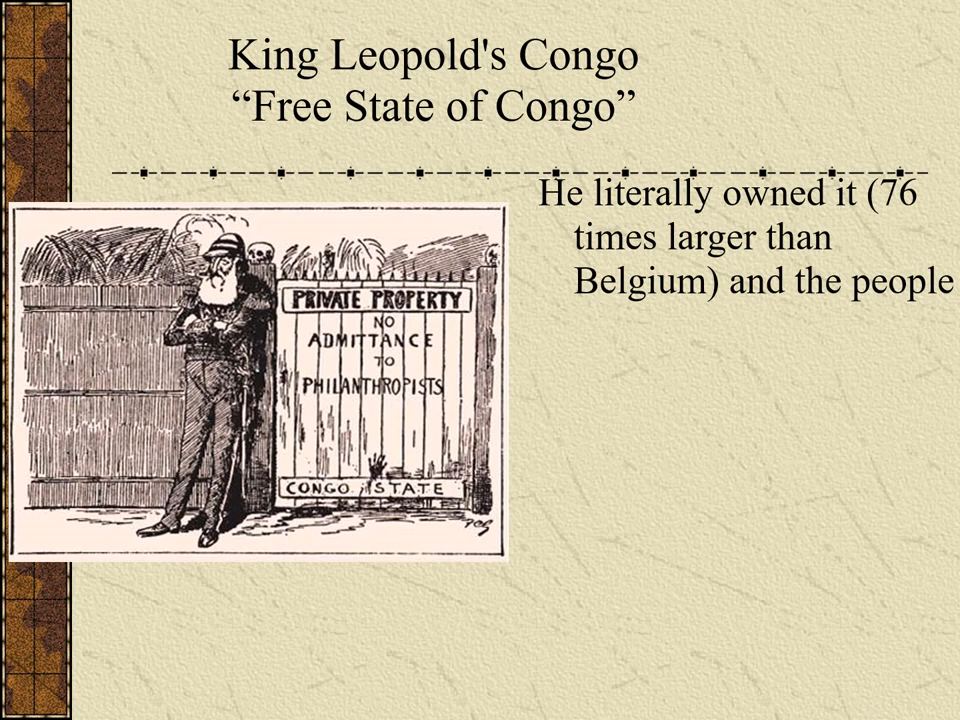 King Leopold's Congo
“Free State of Congo”
He literally owned it (76
times larger than
Belgium) and the people
PRIVATE PROPERTY
NO
ADMITTANCE
TO
PHILANTHROPISTS
CONGO STATE